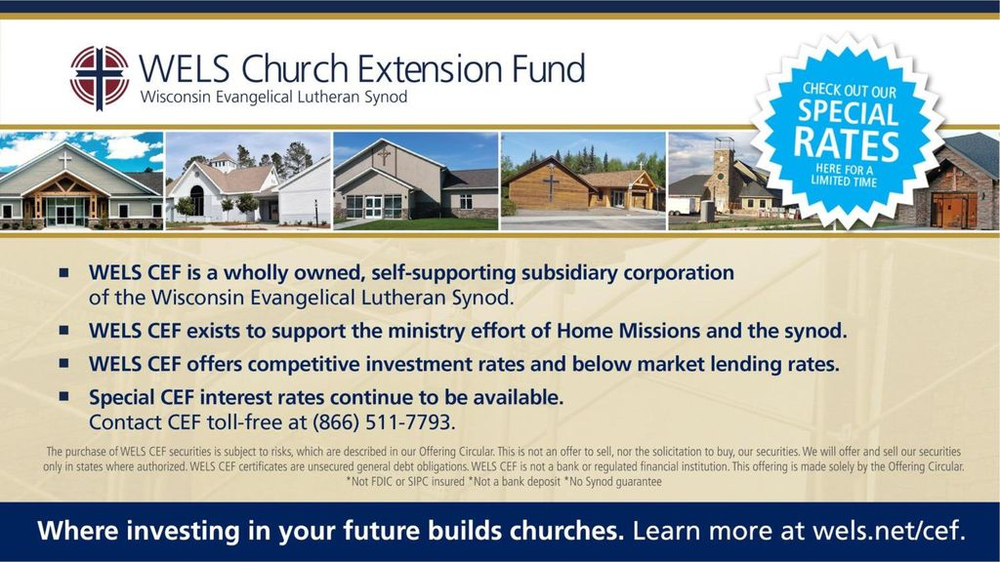 WELS Church Extension Fund
Wisconsin Evangelical Lutheran Synod
CHECK OUT OUR
SPECIAL
RATES
HERE FOR A
LIMITED TIME
■ WELS CEF is a wholly owned, self-supporting subsidiary corporation
of the Wisconsin Evangelical Lutheran Synod.
■ WELS CEF exists to support the ministry effort of Home Missions and the synod.
■ WELS CEF offers competitive investment rates and below market lending rates.
■ Special CEF interest rates continue to be available.
Contact CEF toll-free at (866) 511-7793.
The purchase of WELS CEF securities is subject to risks, which are described in our Offering Circular. This is not an offer to sell, nor the solicitation to buy, our securities. We will offer and sell our securities
only in states where authorized. WELS CEF certificates are unsecured general debt obligations. WELS CEF is not a bank or regulated financial institution. This offering is made solely by the Offering Circular.
*Not FDIC or SIPC insured *Not a bank deposit *No Synod guarantee
Where investing in your future builds churches. Learn more at wels.net/cef.